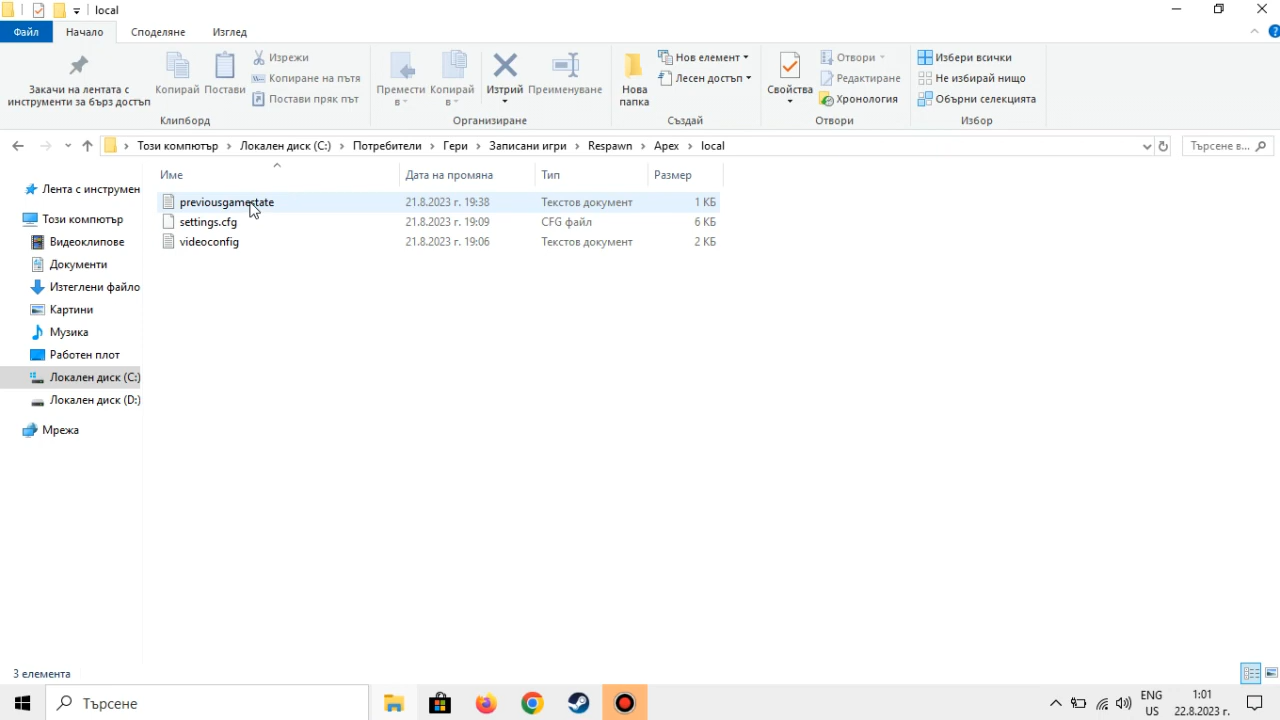 local
Файл Начало Споделяне Изглед
Закачи на лентата с инструменти за бърз достъп
Копирай
Постави
Изрежи
Копиране на пътя
Постави пряк път
Клипборд
Премести в
Копирай в
Изтрий
Преименуване
Организиране
Нова папка
Нов елемент
Лесен достъп
Създай
Свойства
Отвори
Редактиране
Хронология
Отвори
Избери всички
Не избирай нищо
Обърни селекцията
Избор
Този компютър Локален диск (C:) Потребители Гери Записани игри Respawn Apex local
Търсене в...
Име Дата на промяна Тип Размер
previousgamestate 21.8.2023 г. 19:38 Текстов документ 1 КБ
settings.cfg 21.8.2023 г. 19:09 CFG файл 6 КБ
videoconfig 21.8.2023 г. 19:06 Текстов документ 2 КБ
Лента с инструмен
Този компютър
Видеоклипове
Документи
Изтеглени файло
Картини
Музика
Работен плот
Локален диск (C:)
Локален диск (D:)
Мрежа
3 елемента
Търсене
ENG
US
1:01
22.8.2023 г.